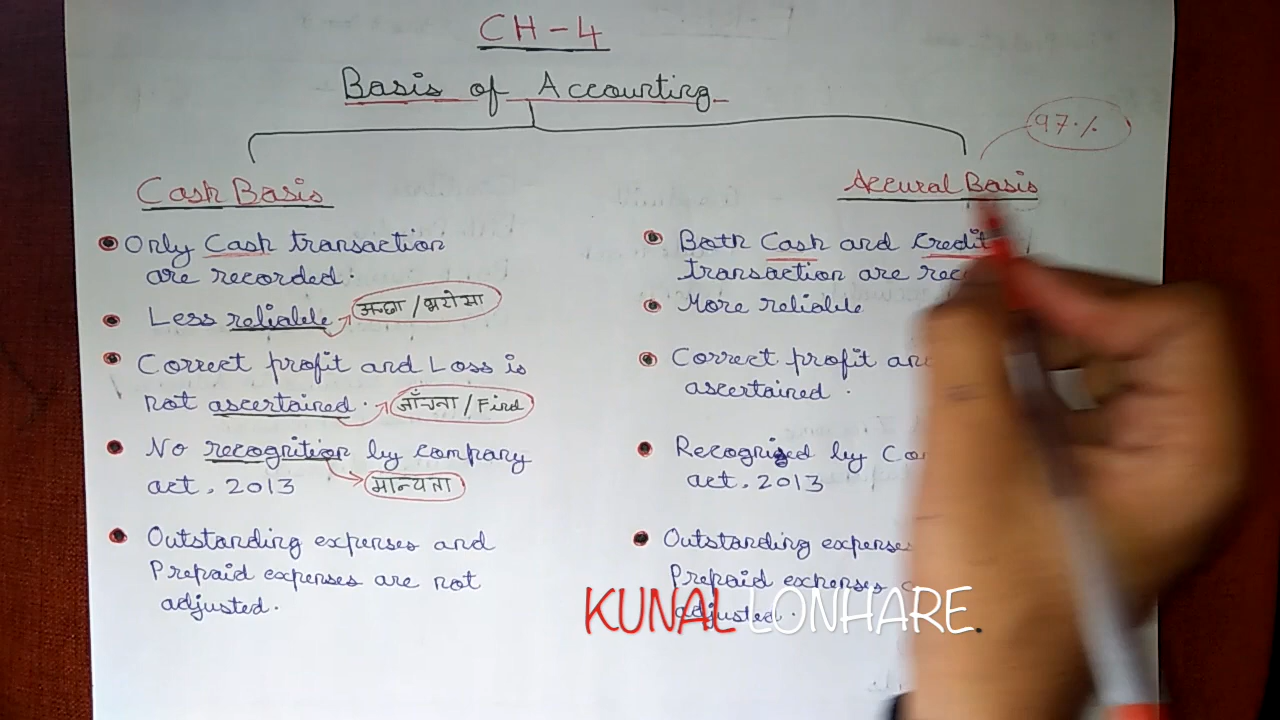 CH-4
Basis of Accounting
97%
Cash Basis
Only Cash transaction
are recorded.
Less reliable
अच्छा / भरोसा
Correct profit and Loss is
not ascertained.
जाँचना / Find
No recognition by company
act, 2013
मान्यता
Outstanding expenses and
Prepaid expenses are not
adjusted.
Accural Basis
Both Cash and Credit
transaction are
More reliable
Correct profit
ascertained.
Recognized by
act, 2013
Outstanding expenses
Prepaid expenses
adjusted.
KUNAL LONHARE.